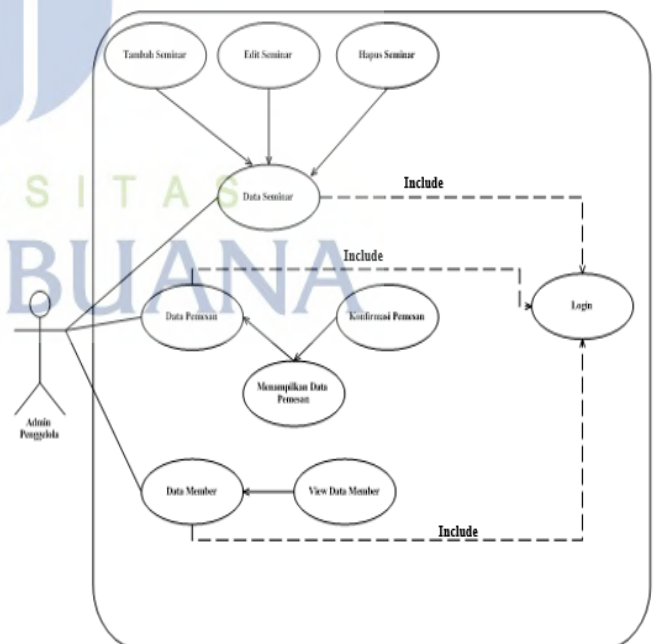 Tambah Seminar
Edit Seminar
Hapus Seminar
SITAS
Data Seminar
Include
BUANA
Include
Data Pemesan
Konfirmasi Pemesan
Login
Menampilkan Data
Pemesan
Admin
Penggelola
Data Member
View Data Member
Include